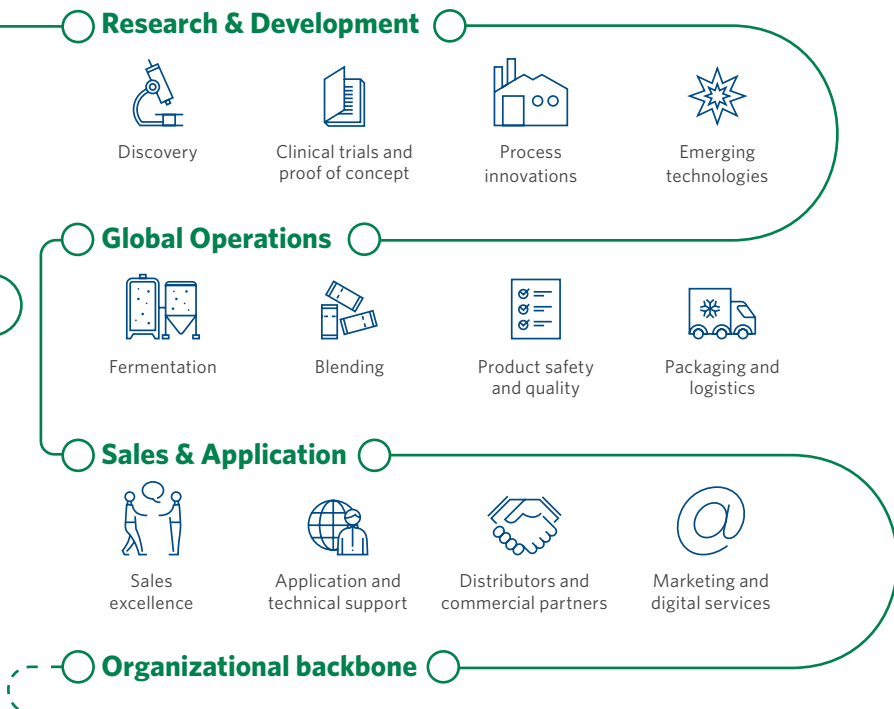 Research & Development
Discovery
Clinical trials and
proof of concept
Process
innovations
Emerging
technologies
Global Operations
Fermentation
Blending
Product safety
and quality
Packaging and
logistics
Sales & Application
Sales
excellence
Application and
technical support
Distributors and
commercial partners
Marketing and
digital services
Organizational backbone